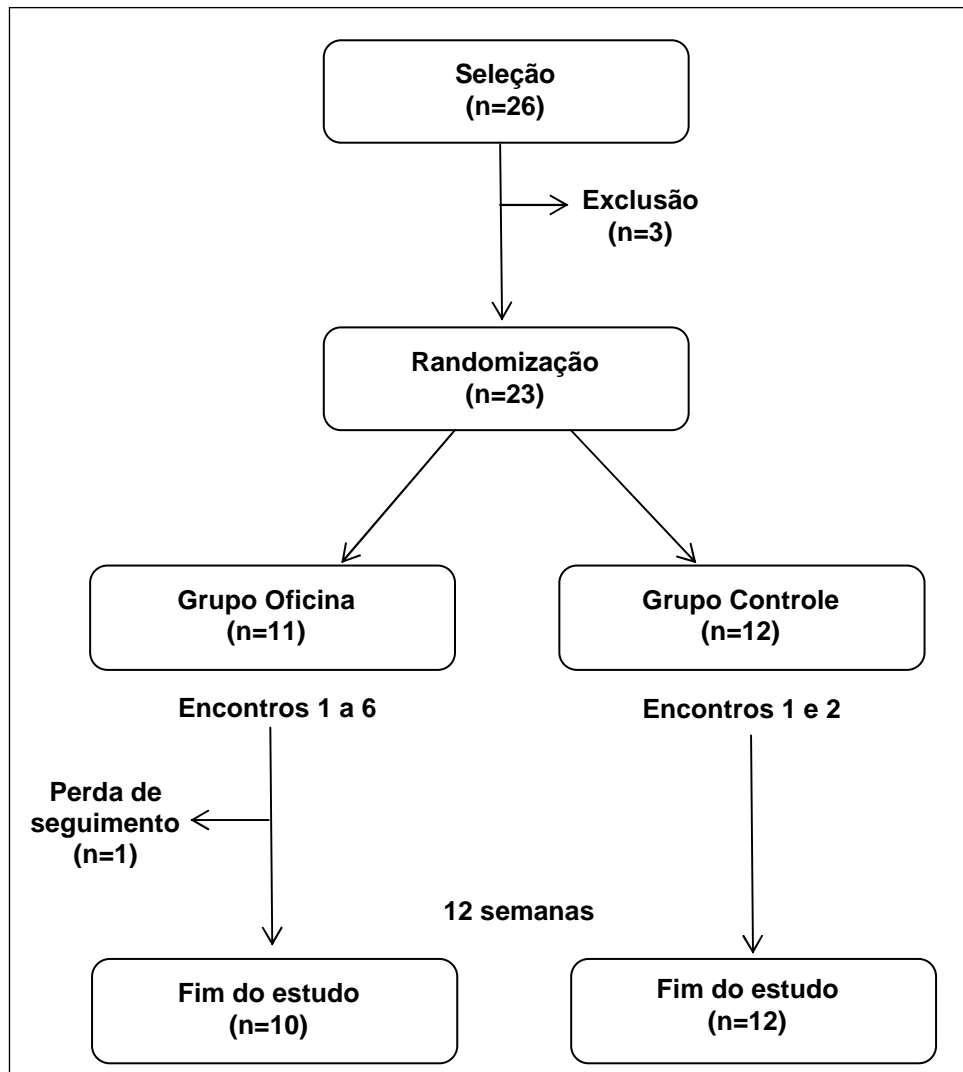 Seleção
(n=26)
Exclusão
(n=3)
Randomização
(n=23)
Grupo Oficina
(n=11)
Grupo Controle
(n=12)
Encontros 1 a 6
Encontros 1 e 2
Perda de
seguimento
(n=1)
12 semanas
Fim do estudo
(n=10)
Fim do estudo
(n=12)